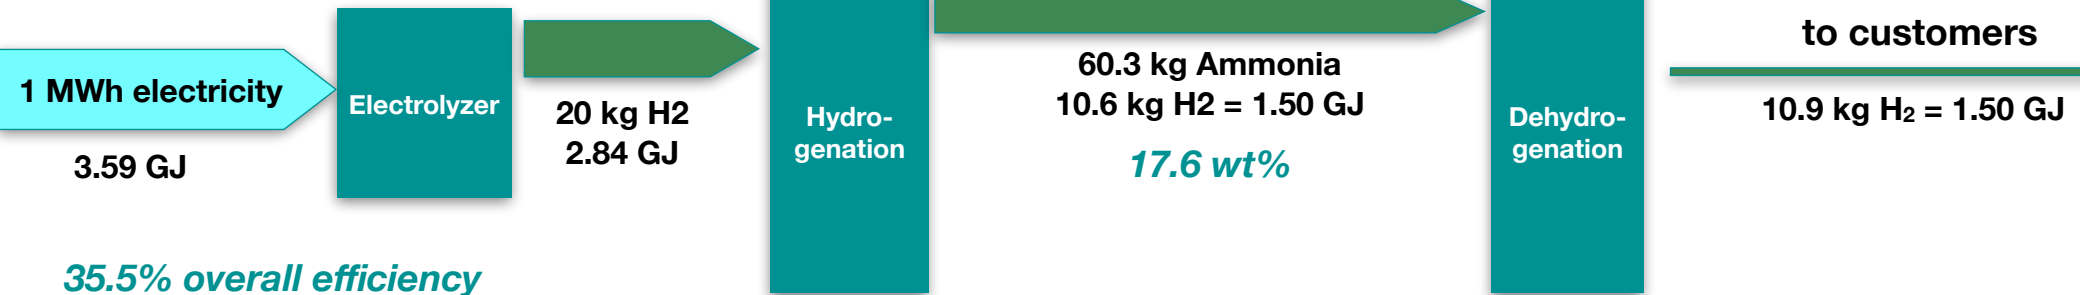 1 MWh electricity
3.59 GJ
Electrolyzer
20 kg H2
2.84 GJ
Hydro-
genation
60.3 kg Ammonia
10.6 kg H2 = 1.50 GJ
17.6 wt%
Dehydro-
genation
to customers
10.9 kg H₂ = 1.50 GJ
35.5% overall efficiency